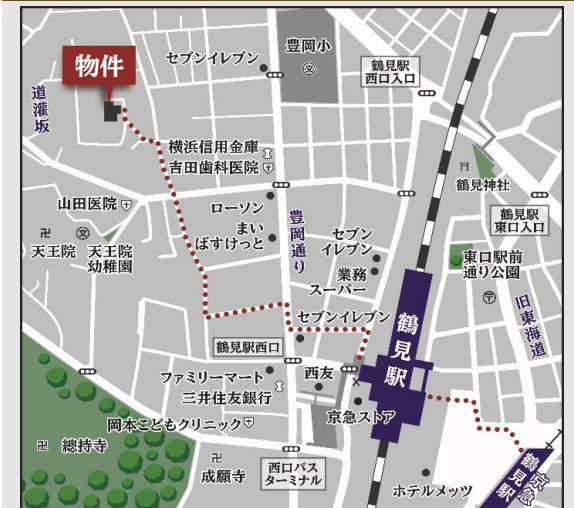 物件
道灌坂
セブンイレブン
豊岡小
鶴見駅
西口入口
横浜信用金庫
吉田歯科医院
鶴見神社
山田医院
ローソン
まい
ばすけっと
豊岡通り
セブン
イレブン
業務
スーパー
鶴見駅
東口入口
天王院
天王院
幼稚園
東口駅前
通り公園
旧東海道
セブンイレブン
鶴見駅西口
鶴見駅
ファミリーマート
西友
三井住友銀行
京急ストア
岡本こどもクリニック
總持寺
成願寺
西口バス
ターミナル
ホテルメッツ
京急
鶴見駅